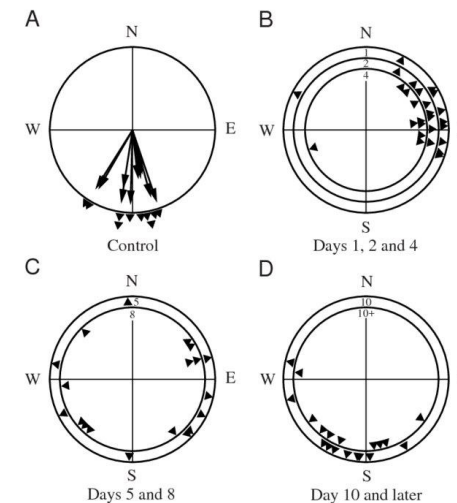 A
N
W
E
Control
B
N
1
2
4
W
S
Days 1, 2 and 4
C
N
5
8
W
E
S
Days 5 and 8
D
N
10
10+
W
S
Day 10 and later